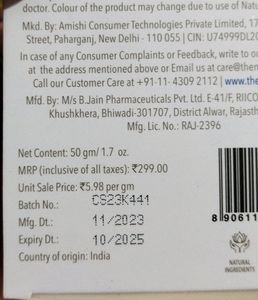 doctor. Colour of the product may change due to use of Natu
Mkd. By: Amishi Consumer Technologies Private Limited, 17
Street, Paharganj, New Delhi - 110 055 | CIN: U74999DL20
In case of any Consumer Complaints or Feedback, write to
at the address mentioned above or Email us at care@the
Call our Customer Care at +91-11- 4309 2112 | www.the
Mfd. By: M/s B.Jain Pharmaceuticals Pvt. Ltd. E-41/F, RIICO
Khushkhera, Bhiwadi-301707, District Alwar, Rajasth
Mfg. Lic. No.: RAJ-2396
Net Content: 50 gm/ 1.7 oz.
MRP (inclusive of all taxes): ₹299.00
Unit Sale Price: ₹5.98 per gm
Batch No.: CS23K441
Mfg. Dt.: 11/2023
Expiry Dt.: 10/2025
Country of origin: India
890611
NATURAL
INGREDIENTS